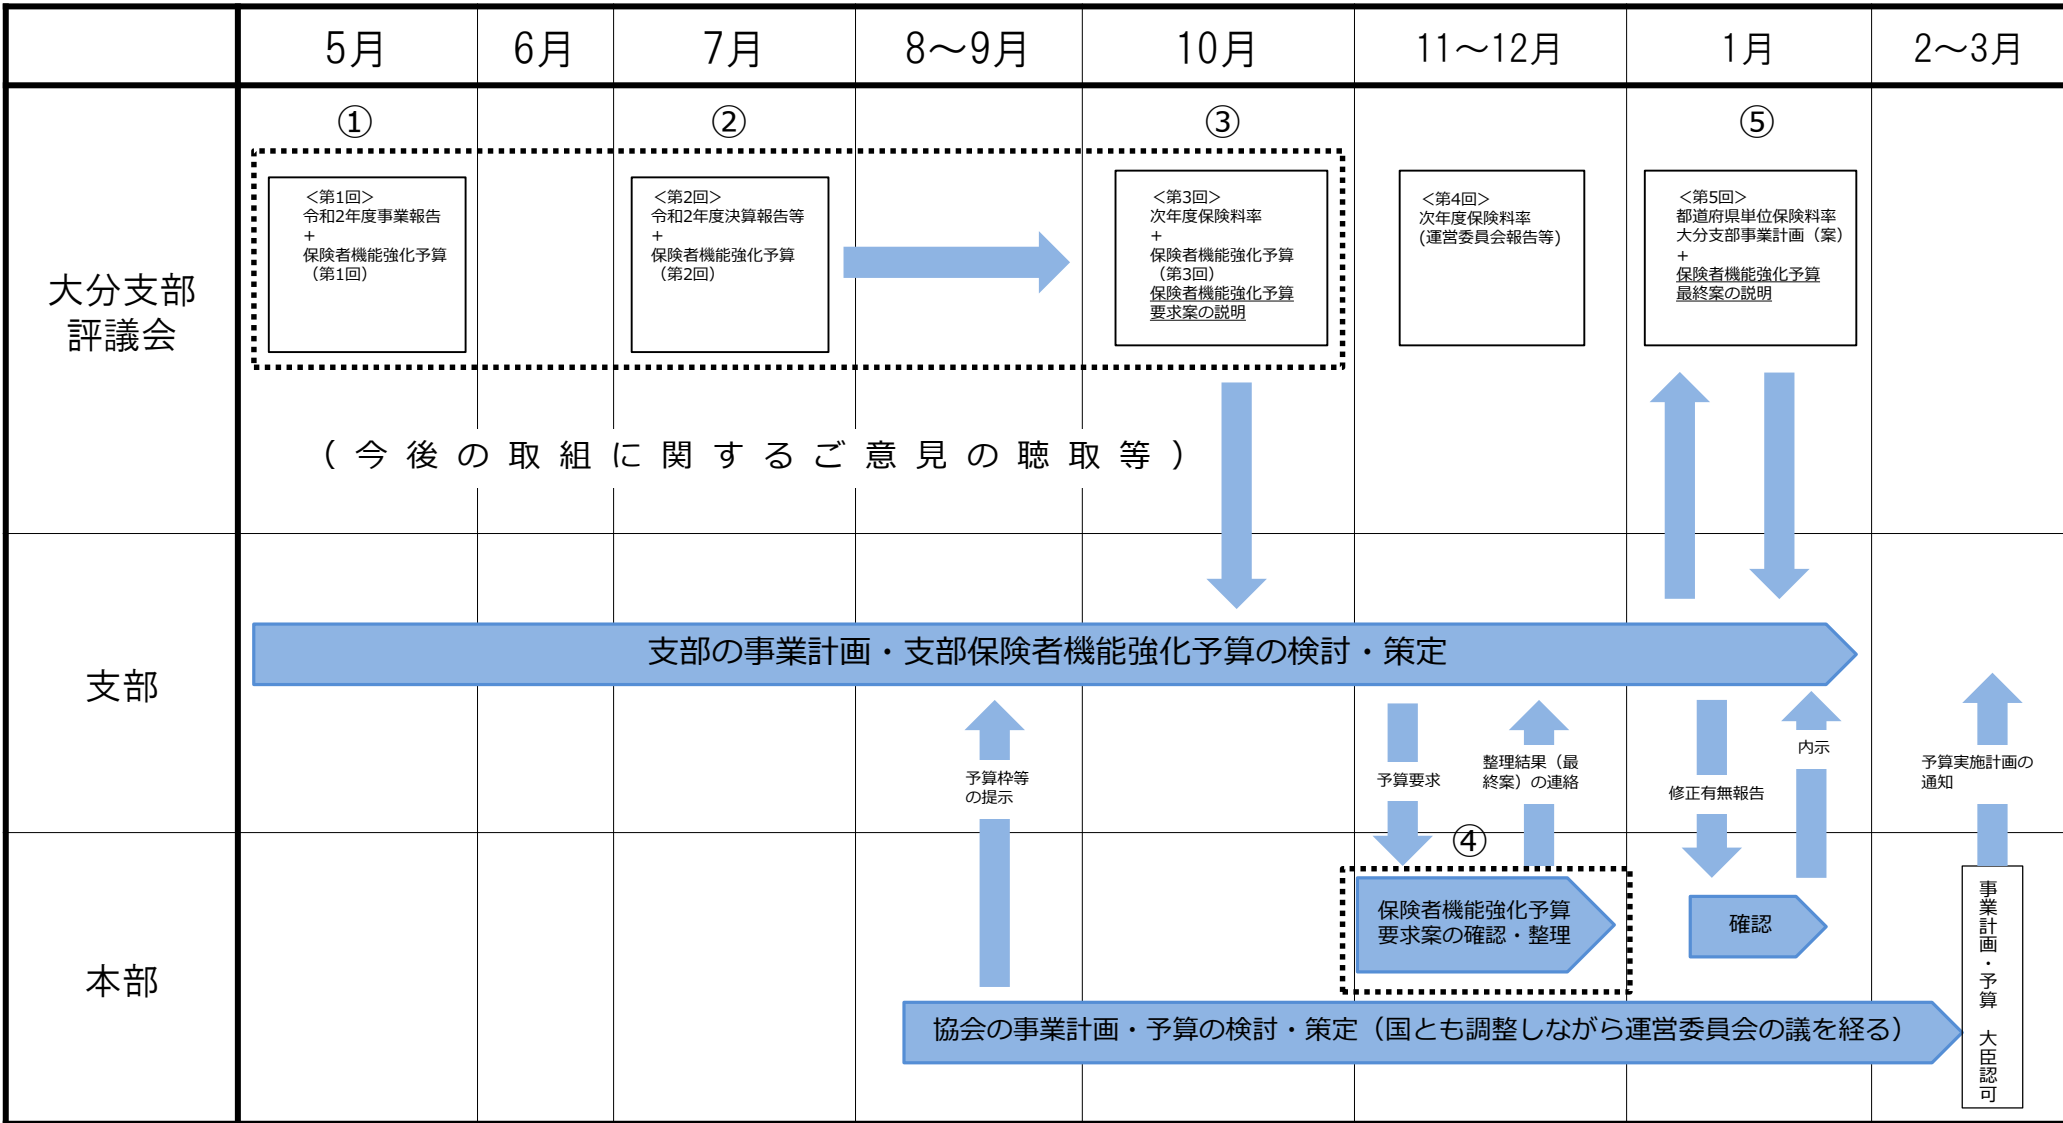 5月
6月
7月
8～9月
10月
11～12月
1月
2～3月
大分支部
評議会
①
②
③
⑤
＜第1回＞
令和2年度事業報告
+
保険者機能強化予算
（第1回）
＜第2回＞
令和2年度決算報告等
+
保険者機能強化予算
（第2回）
＜第3回＞
次年度保険料率
+
保険者機能強化予算
（第3回）
保険者機能強化予算
要求案の説明
＜第4回＞
次年度保険料率
(運営委員会報告等)
＜第5回＞
都道府県単位保険料率
大分支部事業計画（案）
+
保険者機能強化予算
最終案の説明
（今後の取組に関するご意見の聴取等）
支部
支部の事業計画・支部保険者機能強化予算の検討・策定
予算枠等
の提示
予算要求
整理結果（最
終案）の連絡
修正有無報告
内示
予算実施計画の
通知
本部
④
保険者機能強化予算
要求案の確認・整理
確認
協会の事業計画・予算の検討・策定（国とも調整しながら運営委員会の議を経る）
事業計画・予算　大臣認可